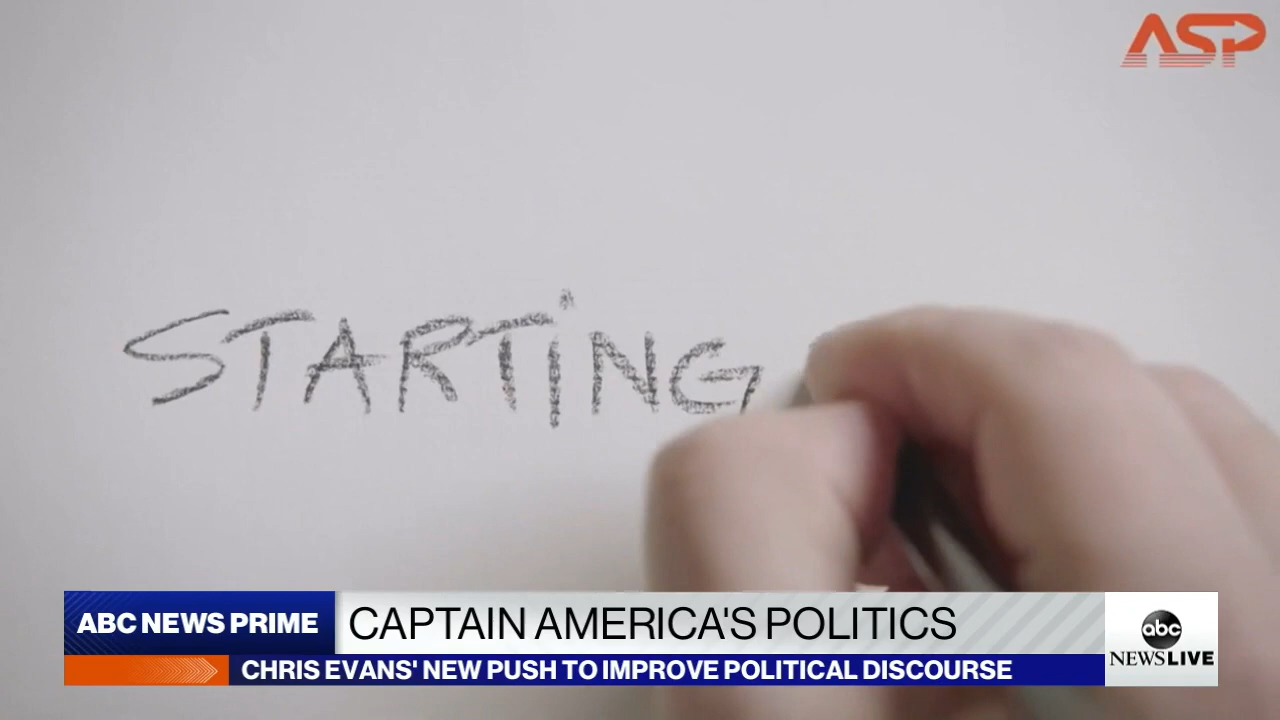 ASP
STARTiNG
ABC NEWS PRIME
CAPTAIN AMERICA'S POLITICS
CHRIS EVANS' NEW PUSH TO IMPROVE POLITICAL DISCOURSE
abc
NEWSLIVE